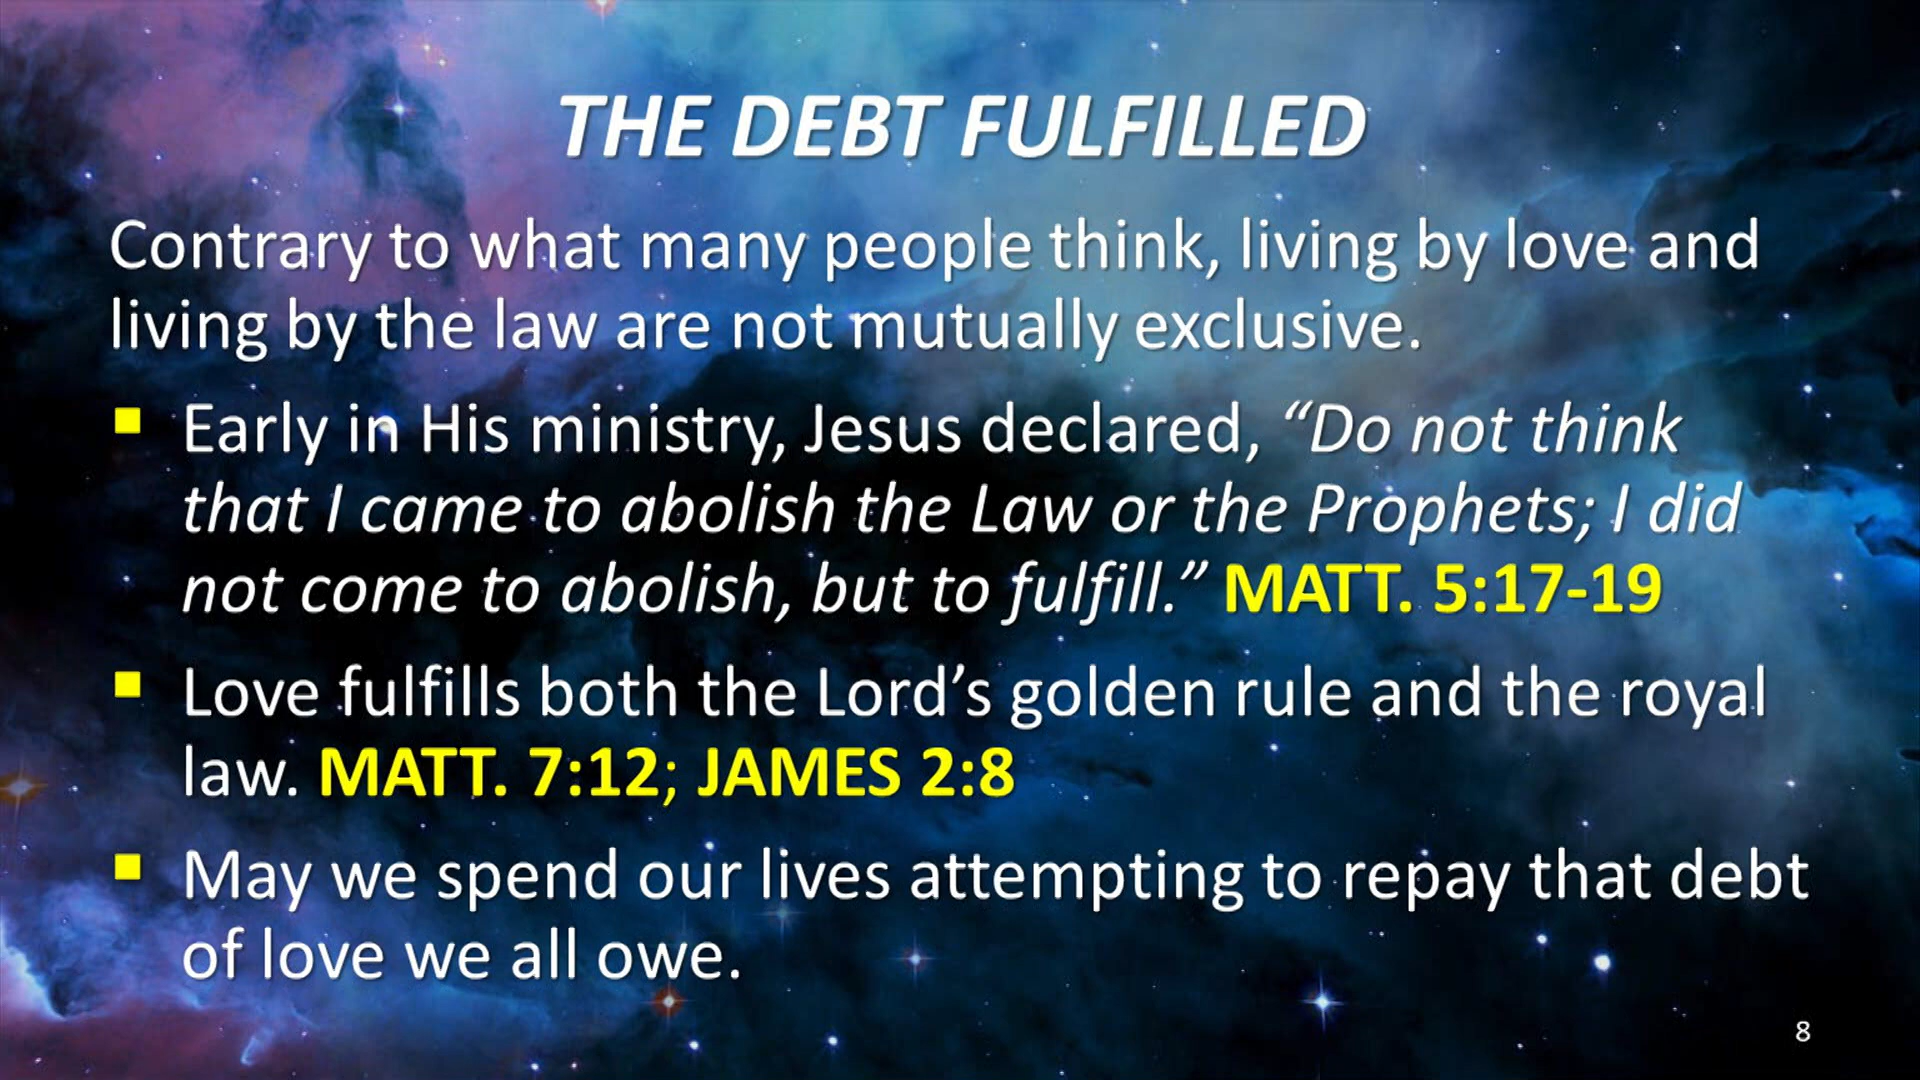 THE DEBT FULFILLED
Contrary to what many people think, living by love and
living by the law are not mutually exclusive.
Early in His ministry, Jesus declared, “Do not think
that I came to abolish the Law or the Prophets; I did
not come to abolish, but to fulfill.” MATT. 5:17-19
Love fulfills both the Lord’s golden rule and the royal
law. MATT. 7:12; JAMES 2:8
May we spend our lives attempting to repay that debt
of love we all owe.
8